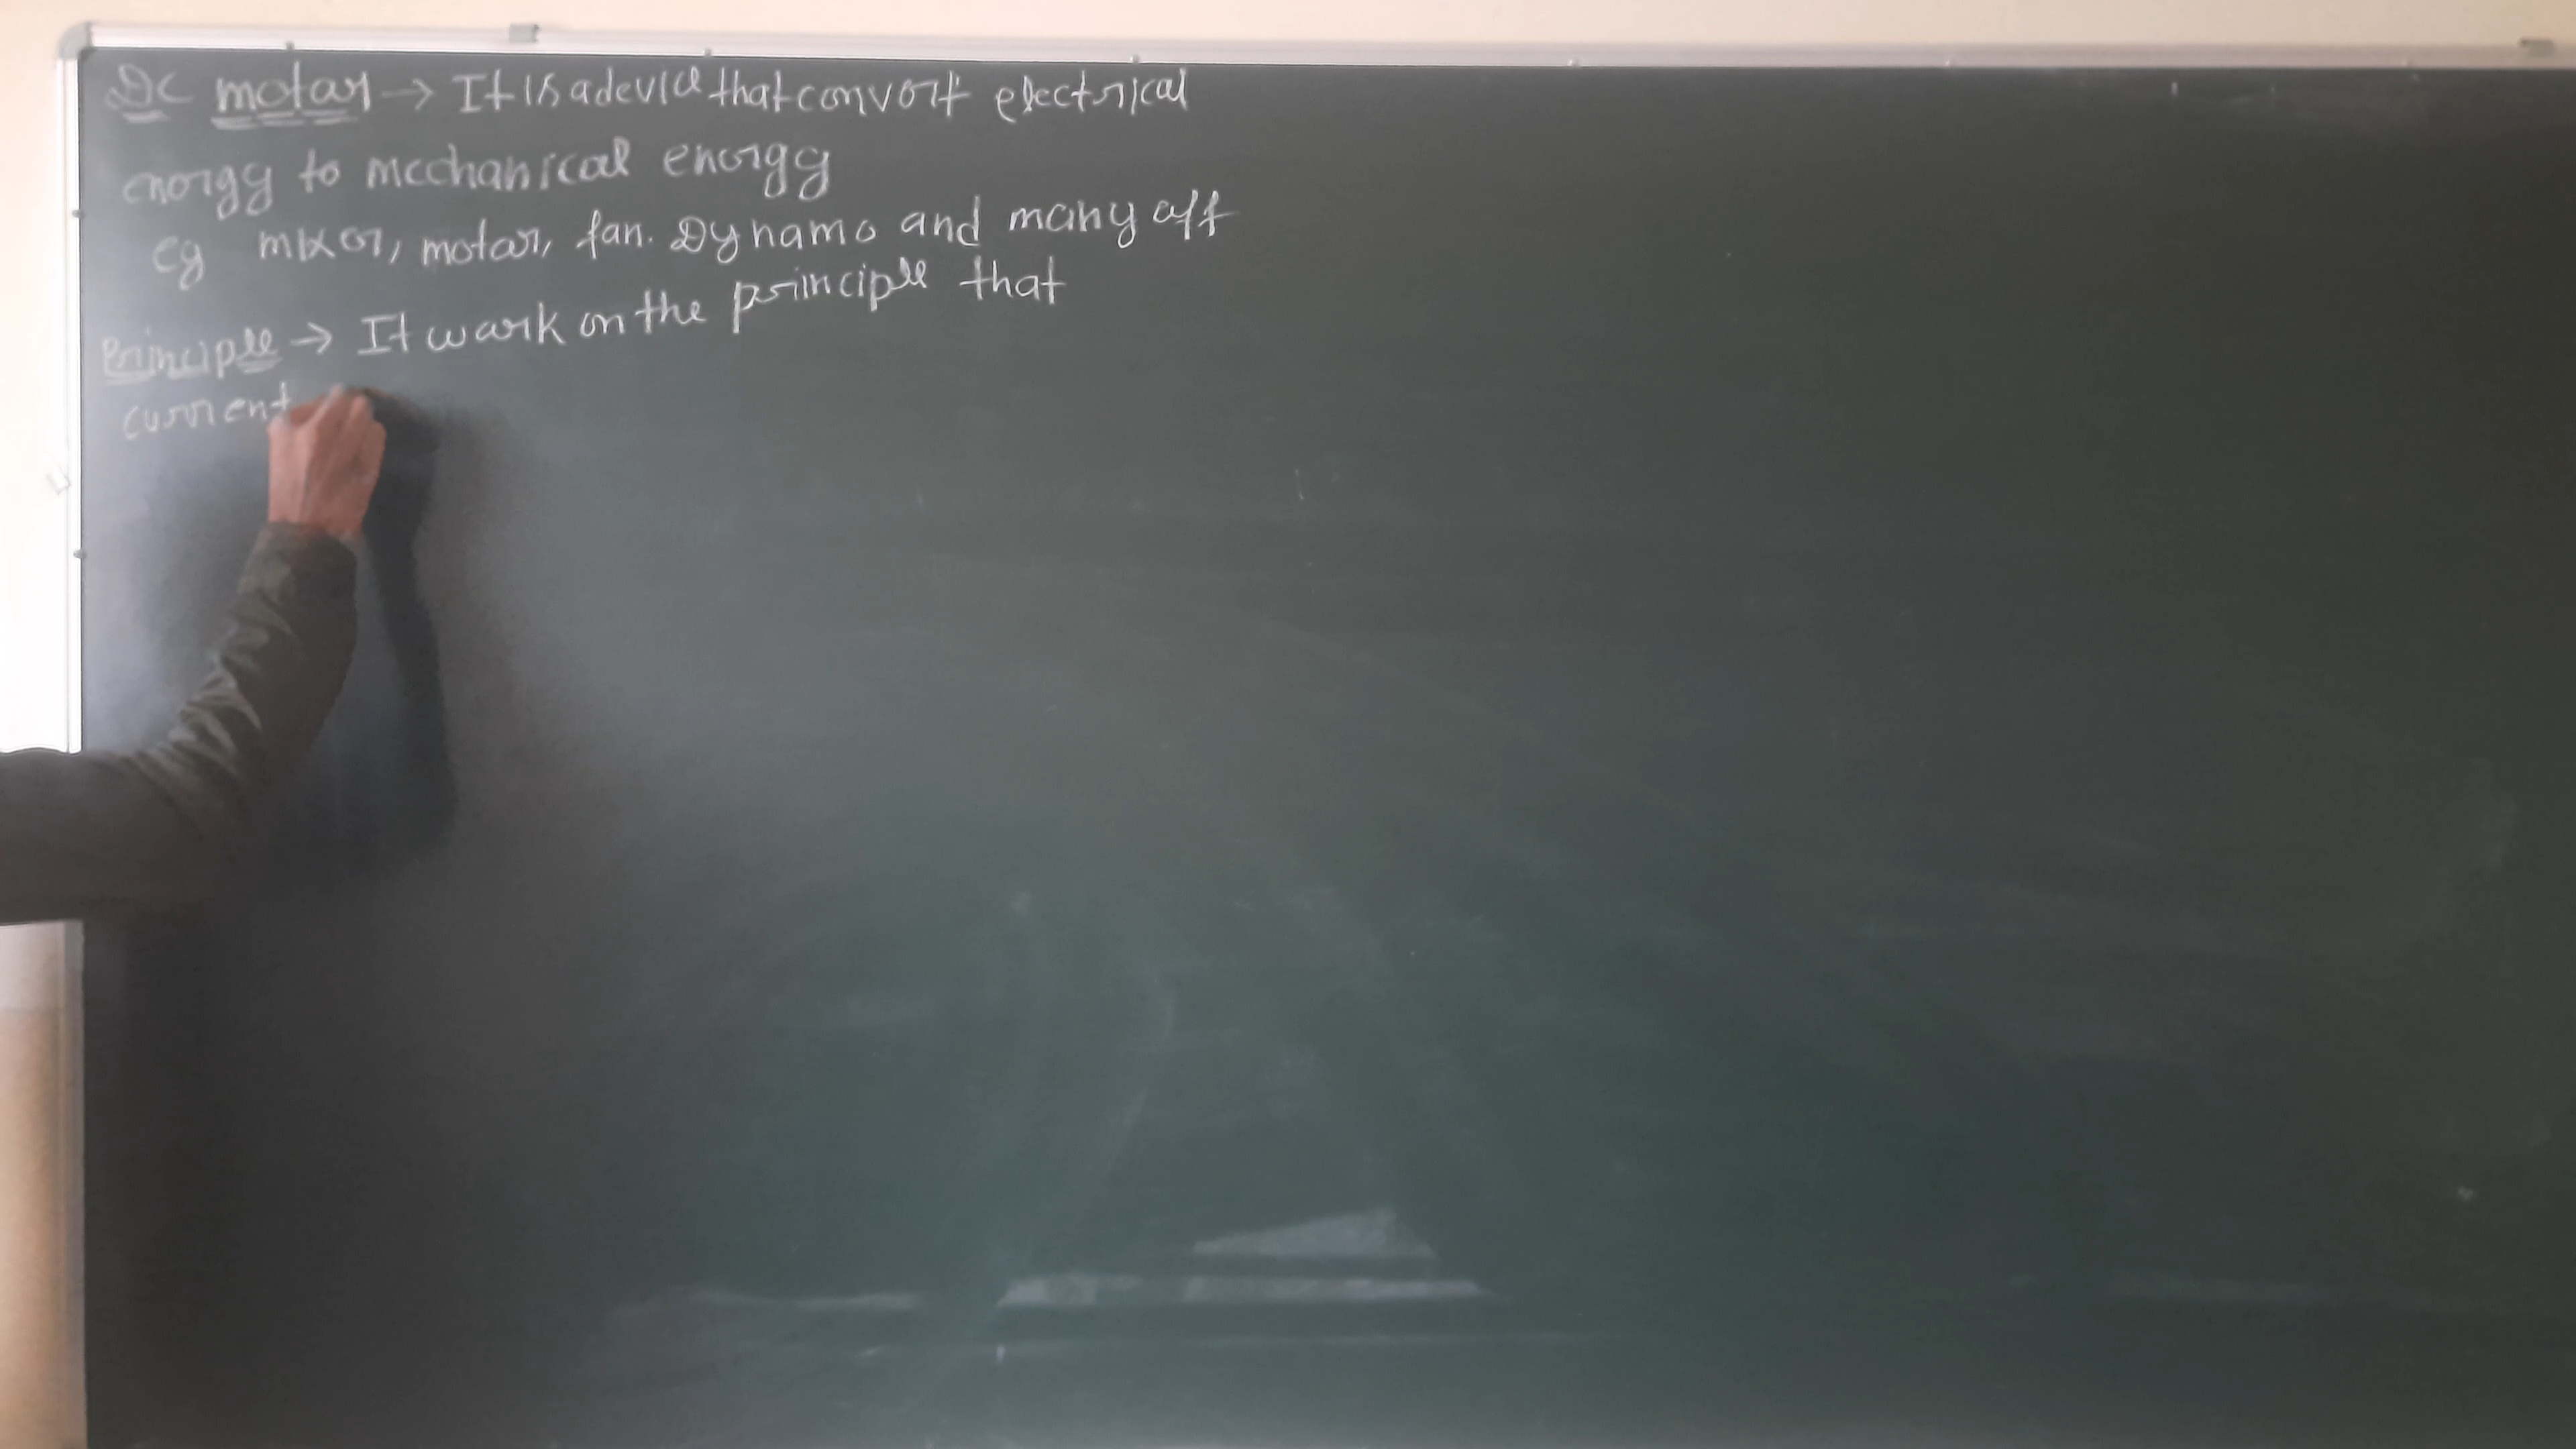 DC motor → It is a device that convert electrical
energy to mechanical energy
eg mixer, motor, fan. Dynamo and many off
Principle → It work on the principle that
current